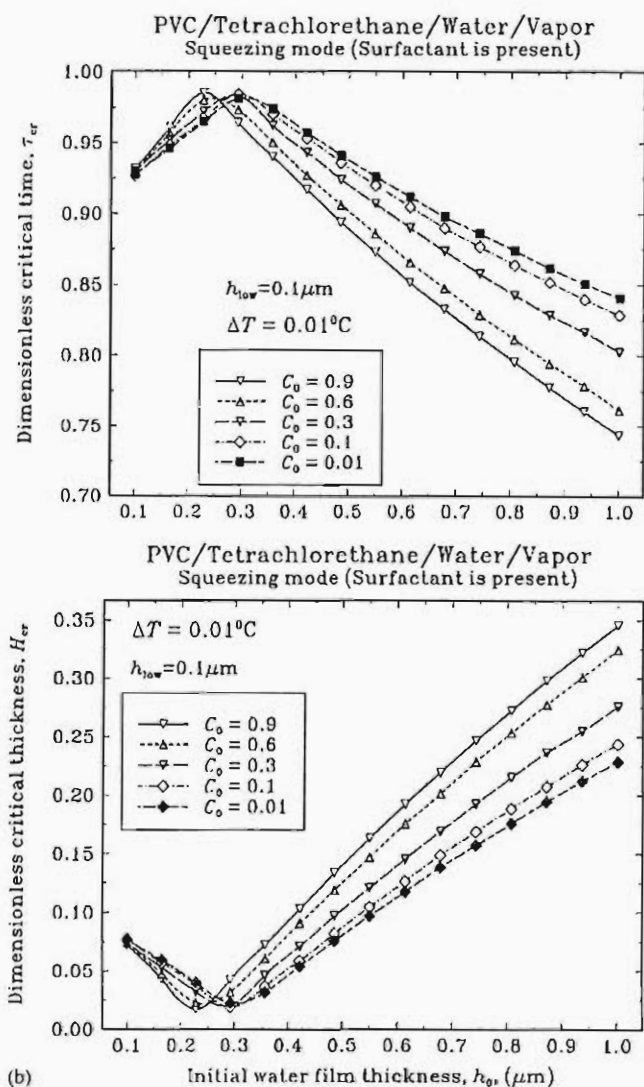 PVC/Tetrachlorethane/Water/Vapor
Squeezing mode (Surfactant is present)
1.00
0.95
0.90
0.85
0.80
0.75
0.70
Dimensionless critical time, τcr
h₀low=0.1μm
ΔT = 0.01⁰C
C₀ = 0.9
C₀ = 0.6
C₀ = 0.3
C₀ = 0.1
C₀ = 0.01
0.1 0.2 0.3 0.4 0.5 0.6 0.7 0.8 0.9 1.0
PVC/Tetrachlorethane/Water/Vapor
Squeezing mode (Surfactant is present)
0.35
0.30
0.25
0.20
0.15
0.10
0.05
0.00
Dimensionless critical thickness, Hcr
ΔT = 0.01⁰C
hlow=0.1μm
C₀ = 0.9
C₀ = 0.6
C₀ = 0.3
C₀ = 0.1
C₀ = 0.01
0.1 0.2 0.3 0.4 0.5 0.6 0.7 0.8 0.9 1.0
(b)
Initial water film thickness, (μm)